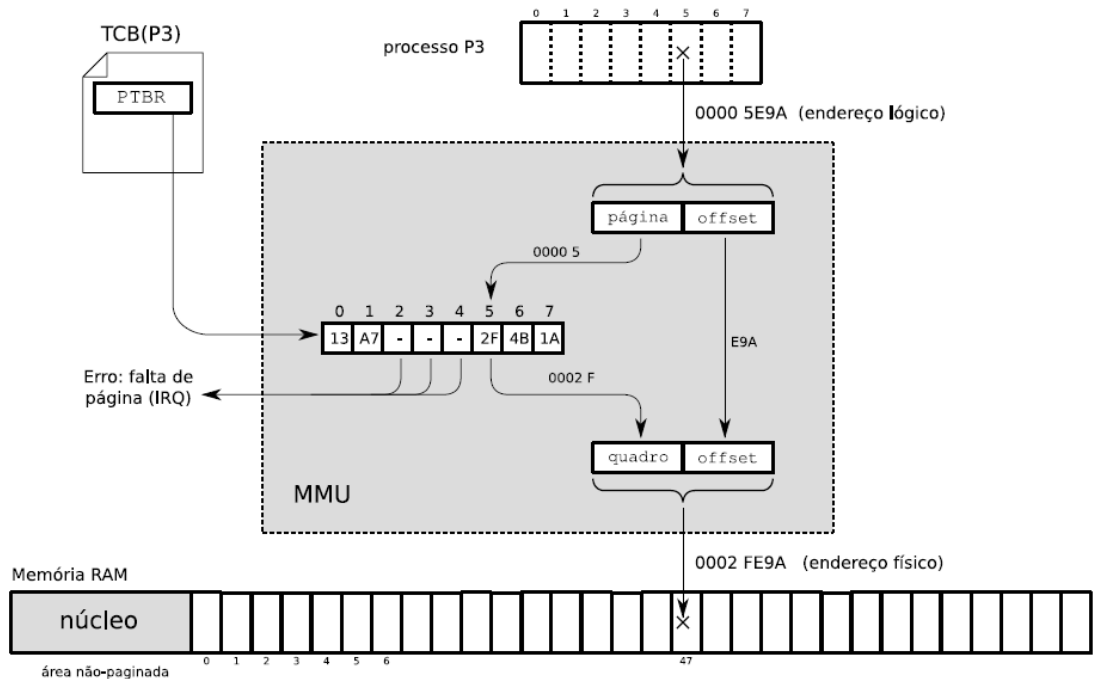 0 1 2 3 4 5 6 7
TCB(P3)
processo P3
PTBR
0000 5E9A (endereço lógico)
página offset
0000 5
0 1 2 3 4 5 6 7
13 A7 - - - 2F 4B 1A
E9A
Erro: falta de
página (IRQ)
0002 F
quadro offset
MMU
0002 FE9A (endereço físico)
Memória RAM
núcleo
0 1 2 3 4 5 6 47
área não-paginada